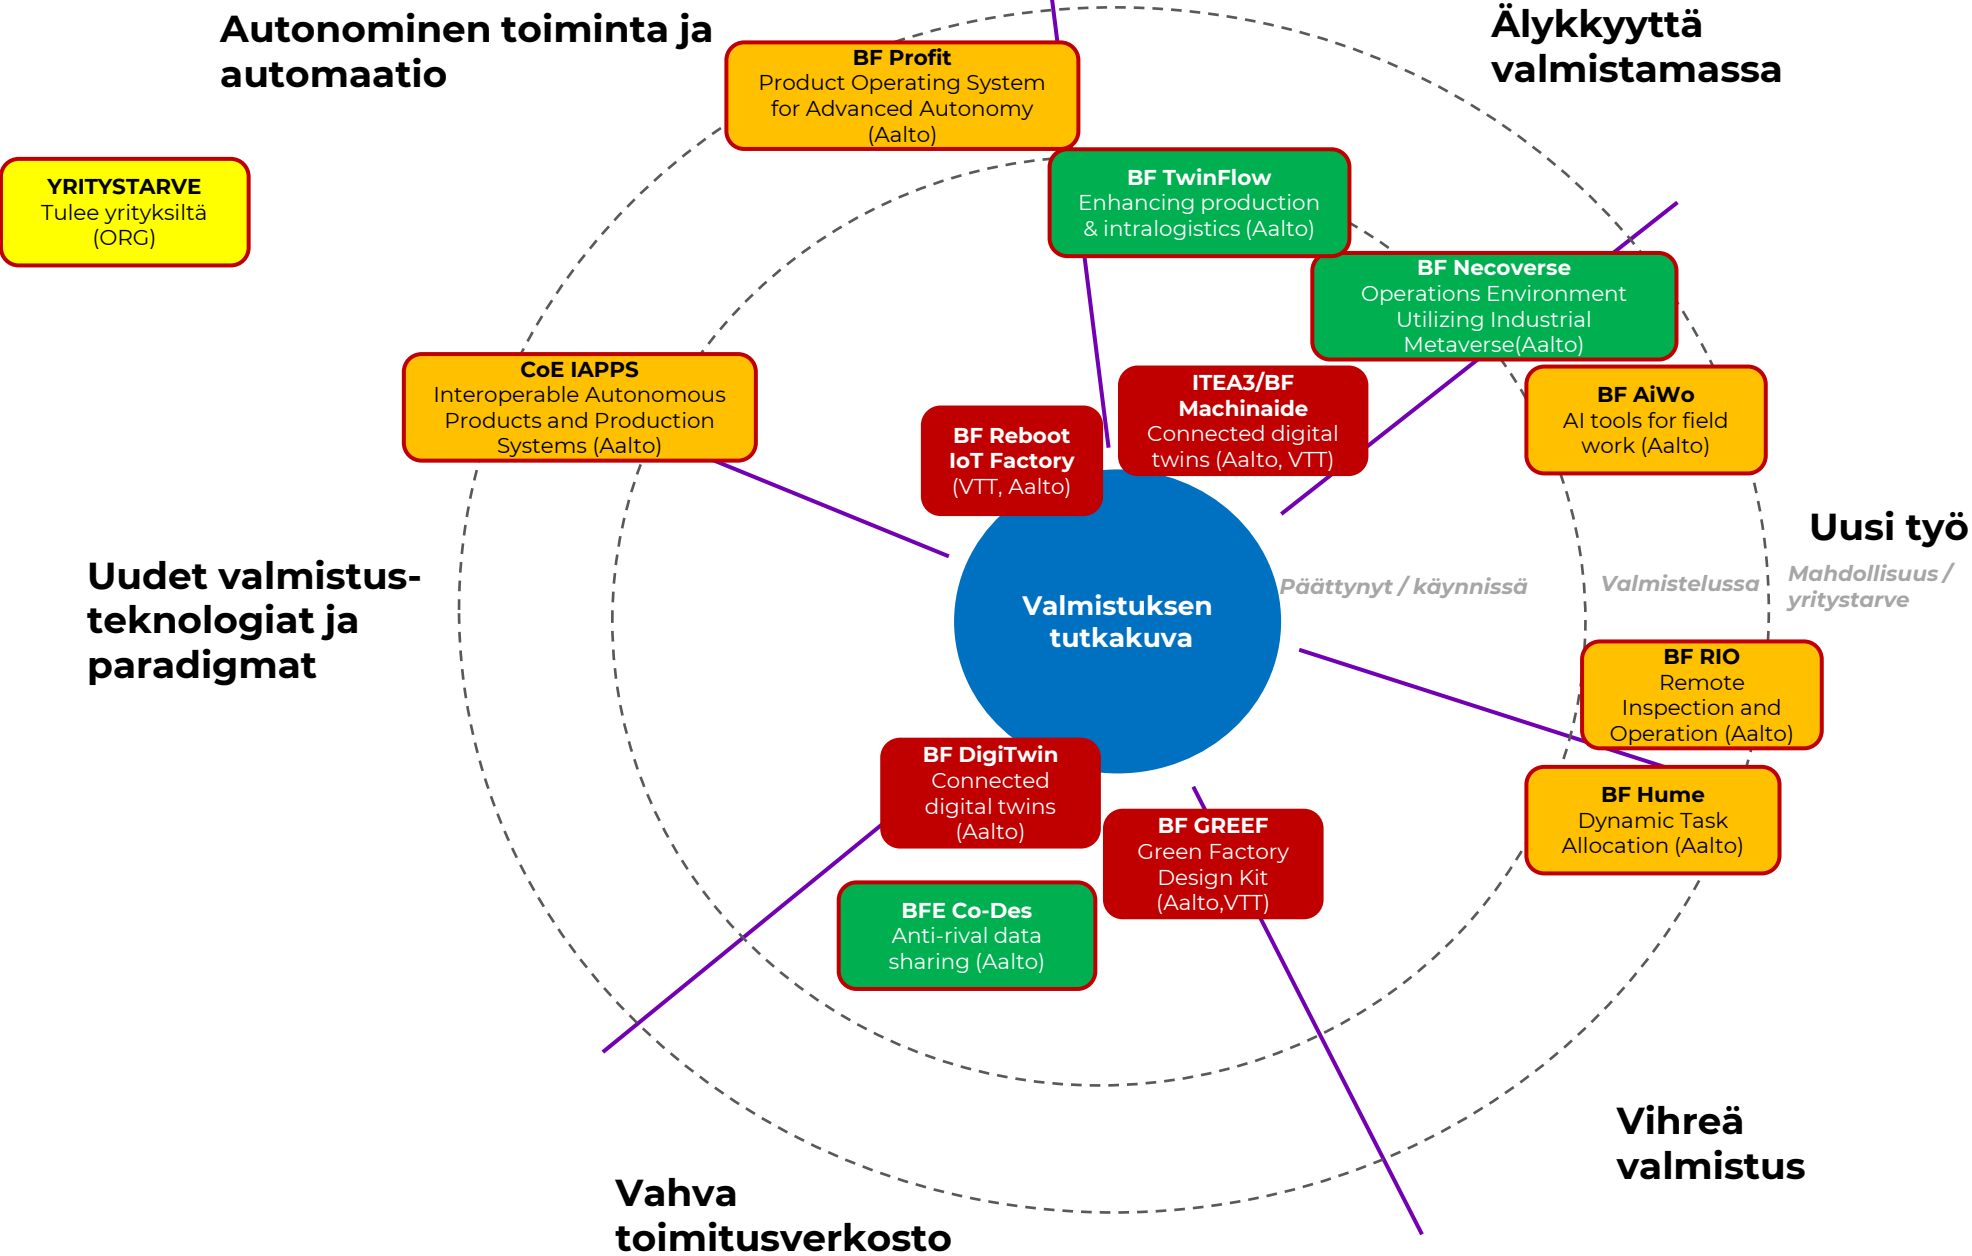 Autonominen toiminta ja
automaatio
Älykkyyttä
valmistamassa
BF Profit
Product Operating System
for Advanced Autonomy
(Aalto)
YRITYSTARVE
Tulee yrityksiltä
(ORG)
BF TwinFlow
Enhancing production
& intralogistics (Aalto)
BF Necoverse
Operations Environment
Utilizing Industrial
Metaverse(Aalto)
CoE IAPPS
Interoperable Autonomous
Products and Production
Systems (Aalto)
ITEA3/BF
Machinaide
Connected digital
twins (Aalto, VTT)
BF AiWo
AI tools for field
work (Aalto)
BF Reboot
IoT Factory
(VTT, Aalto)
Uusi työ
Uudet valmistus-
teknologiat ja
paradigmat
Valmistuksen
tutkakuva
Päättynyt / käynnissä
Valmistelussa
Mahdollisuus /
yritystarve
BF RIO
Remote
Inspection and
Operation (Aalto)
BF DigiTwin
Connected
digital twins
(Aalto)
BF GREEF
Green Factory
Design Kit
(Aalto,VTT)
BF Hume
Dynamic Task
Allocation (Aalto)
BFE Co-Des
Anti-rival data
sharing (Aalto)
Vihreä
valmistus
Vahva
toimitusverkosto